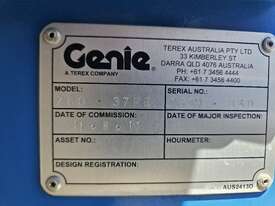 Genie
A TEREX COMPANY
TEREX AUSTRALIA PTY LTD
33 KIMBERLEY ST
DARRA QLD 4076 AUSTRALIA
PH: +61 7 3456 4444
FAX: +61 7 3456 4400
MODEL:
SERIAL NO.:
DATE OF COMMISSION:
DATE OF MAJOR INSPECTION:
ASSET NO.:
HOURMETER:
DESIGN REGISTRATION
AUS2413D